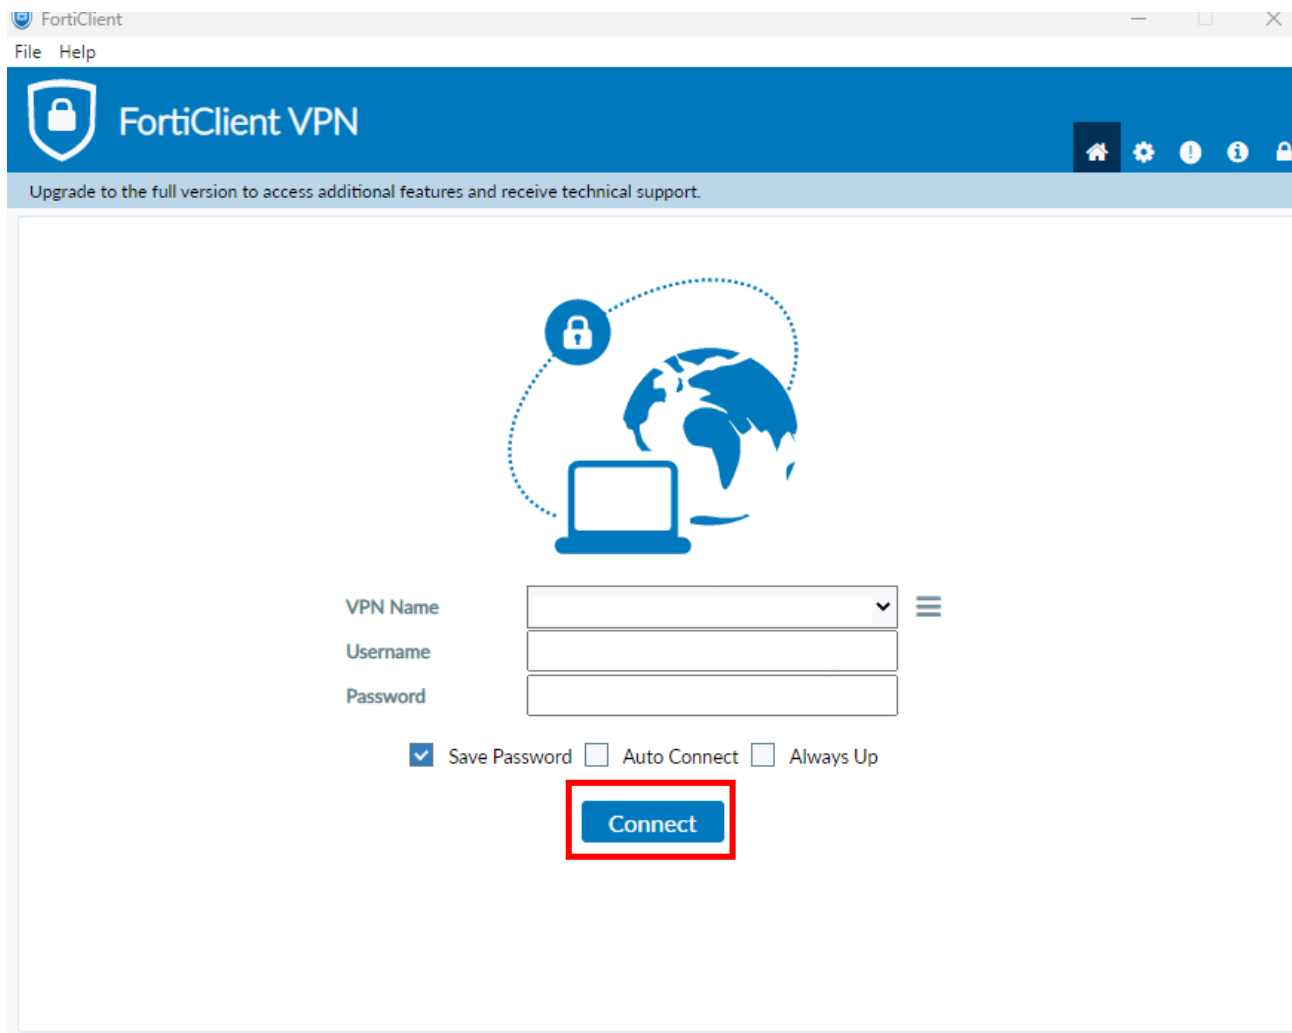 FortiClient
File Help
FortiClient VPN
Upgrade to the full version to access additional features and receive technical support.
VPN Name
Username
Password
Save Password Auto Connect Always Up
Connect